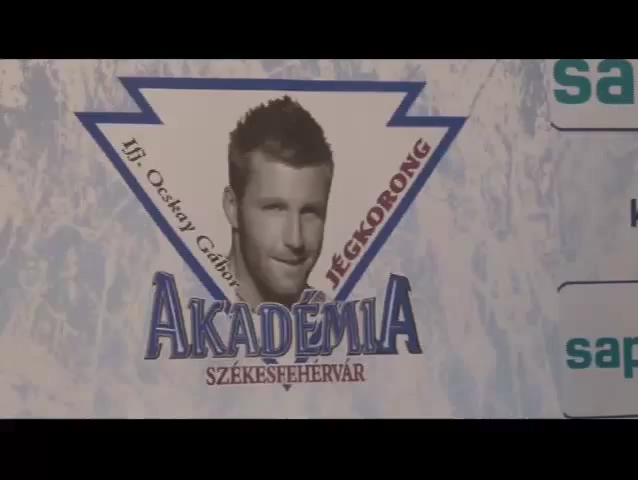 Ifj. Ocskay Gábor
JÉGKORONG
AKADÉMIA
SZÉKESFEHÉRVÁR
sa
K
sap